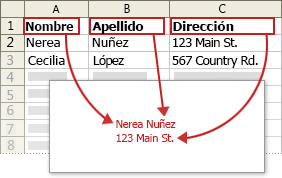 A B C
1 Nombre Apellido Dirección
2 Nerea Nuñez 123 Main St.
3 Cecilia López 567 Country Rd.
4
5
6
7
8
Nerea Nuñez
123 Main St.